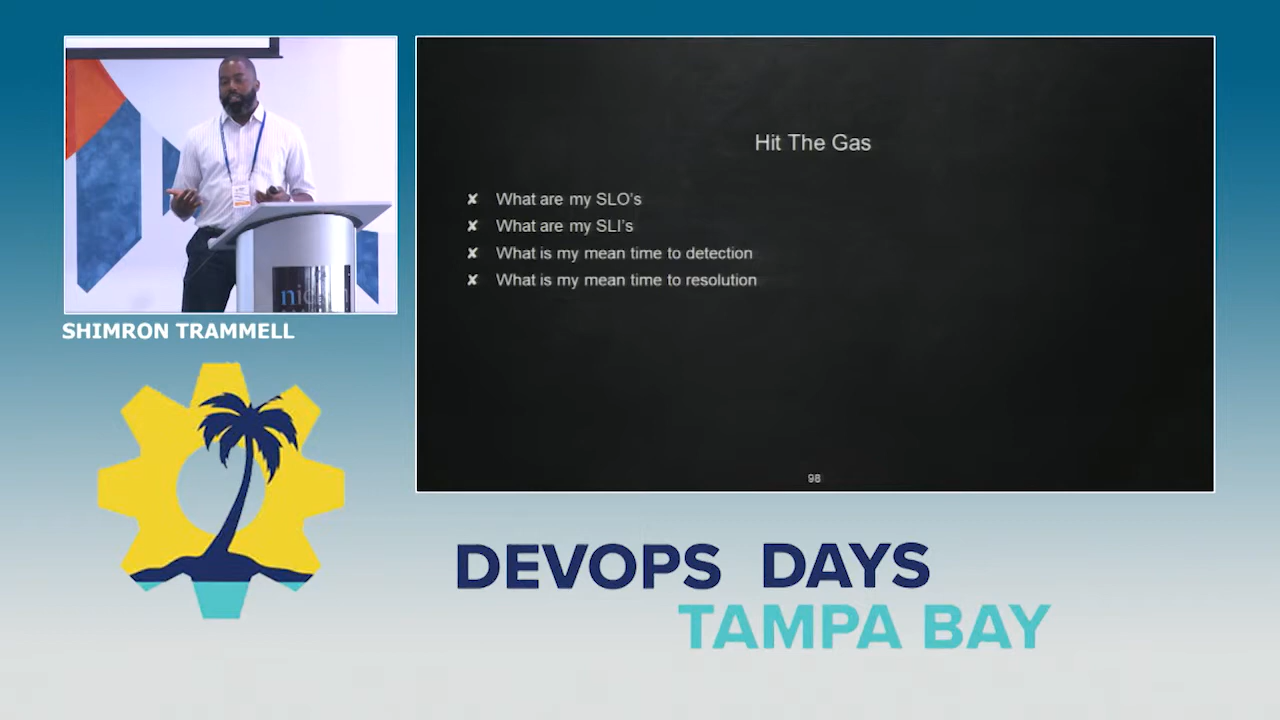 SHIMRON TRAMMELL
Hit The Gas
✘ What are my SLO's
✘ What are my SLI's
✘ What is my mean time to detection
✘ What is my mean time to resolution
98
DEVOPS DAYS
TAMPA BAY